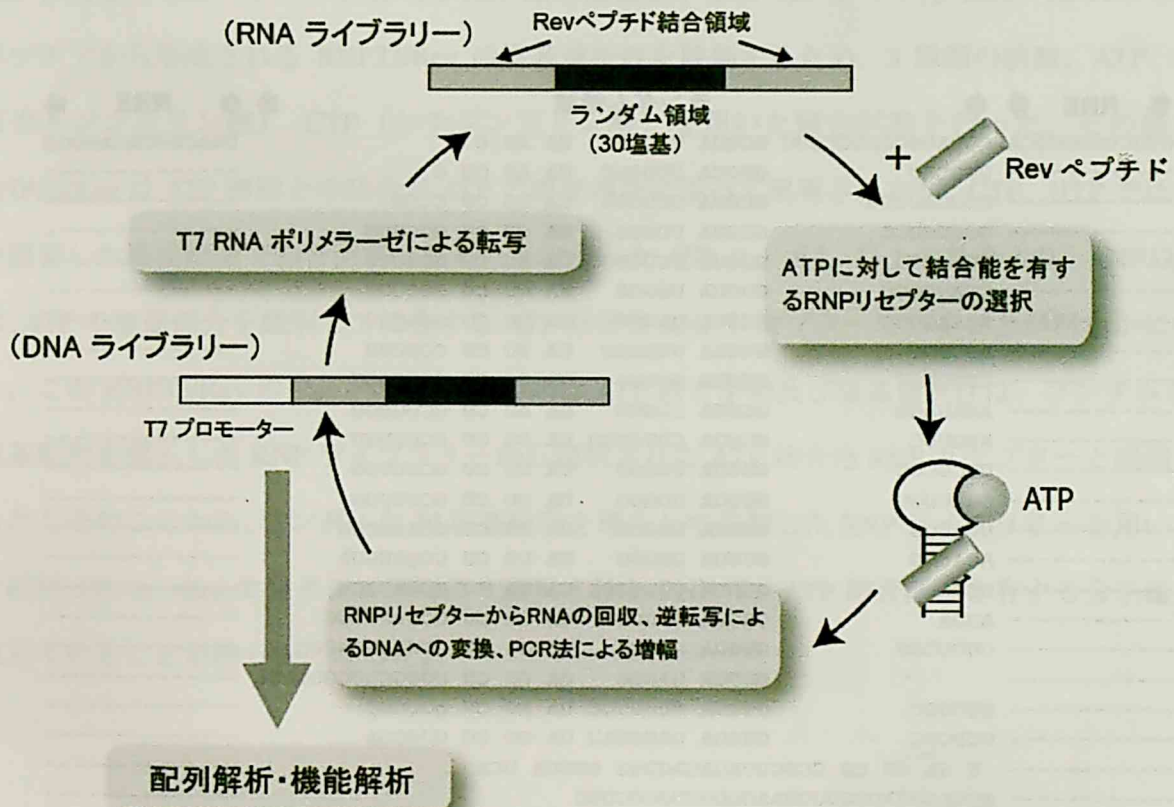 （RNA ライブラリー）
Revペプチド結合領域
ランダム領域
(30塩基)
+
Rev ペプチド
T7 RNA ポリメラーゼによる転写
ATPに対して結合能を有す
るRNPリセプターの選択
（DNA ライブラリー）
T7 プロモーター
ATP
RNPリセプターからRNAの回収、逆転写によ
るDNAへの変換、PCR法による増幅
配列解析・機能解析